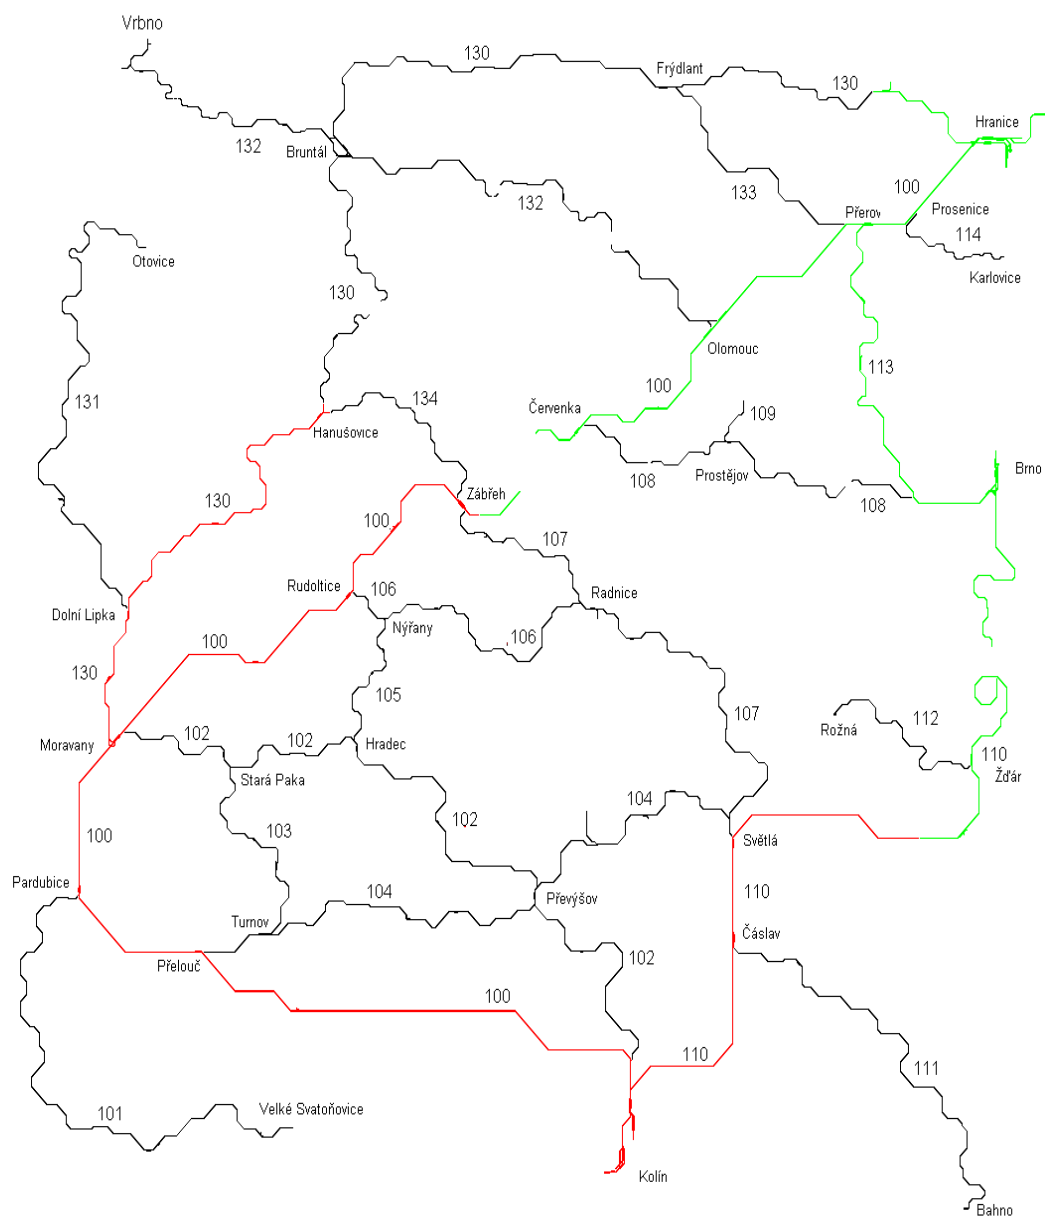 Vrbno
130
Frýdlant
130
Hranice
132
Bruntál
133
100
132
Přerov
Prosenice
114
Otovice
Karlovice
130
Olomouc
113
100
131
134
Červenka
109
Hanušovice
Brno
108
Prostějov
130
Zábřeh
108
100
107
Rudoltice
106
Radnice
Dolní Lipka
Nýřany
100
106
130
105
107
112
Rožná
102
102
Hradec
Moravany
110
Stará Paka
Žďár
104
102
103
100
Světlá
Pardubice
104
110
Převýšov
Turnov
Čáslav
102
Přelouč
100
110
111
101
Velké Svatoňovice
Kolín
Bahno